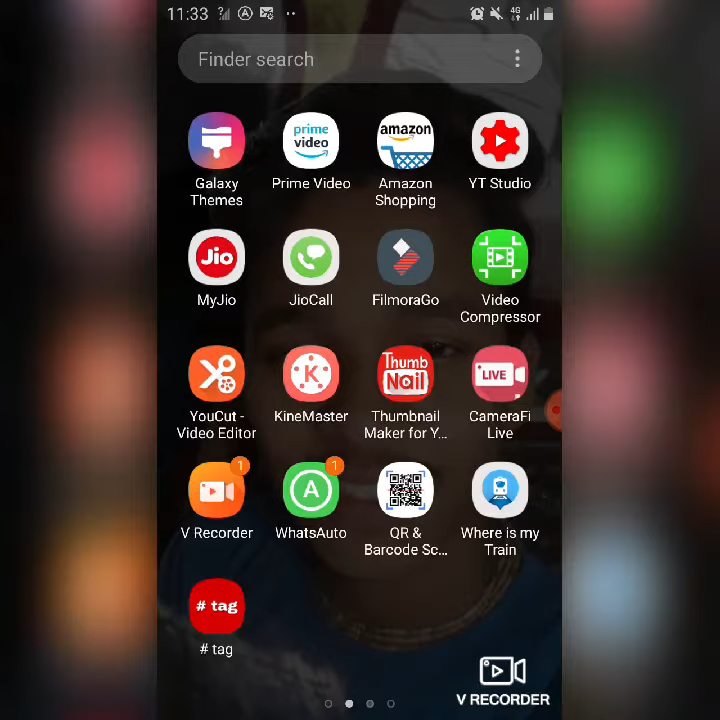 11:33
4G
Finder search
prime video
amazon
Galaxy Themes
Prime Video
Amazon Shopping
YT Studio
Jio
MyJio
JioCall
FilmoraGo
Video Compressor
K
Thumb Nail
LIVE
YouCut - Video Editor
KineMaster
Thumbnail Maker for Y...
CameraFi Live
1
1
A
V Recorder
WhatsAuto
QR & Barcode Sc...
Where is my Train
# tag
# tag
V RECORDER